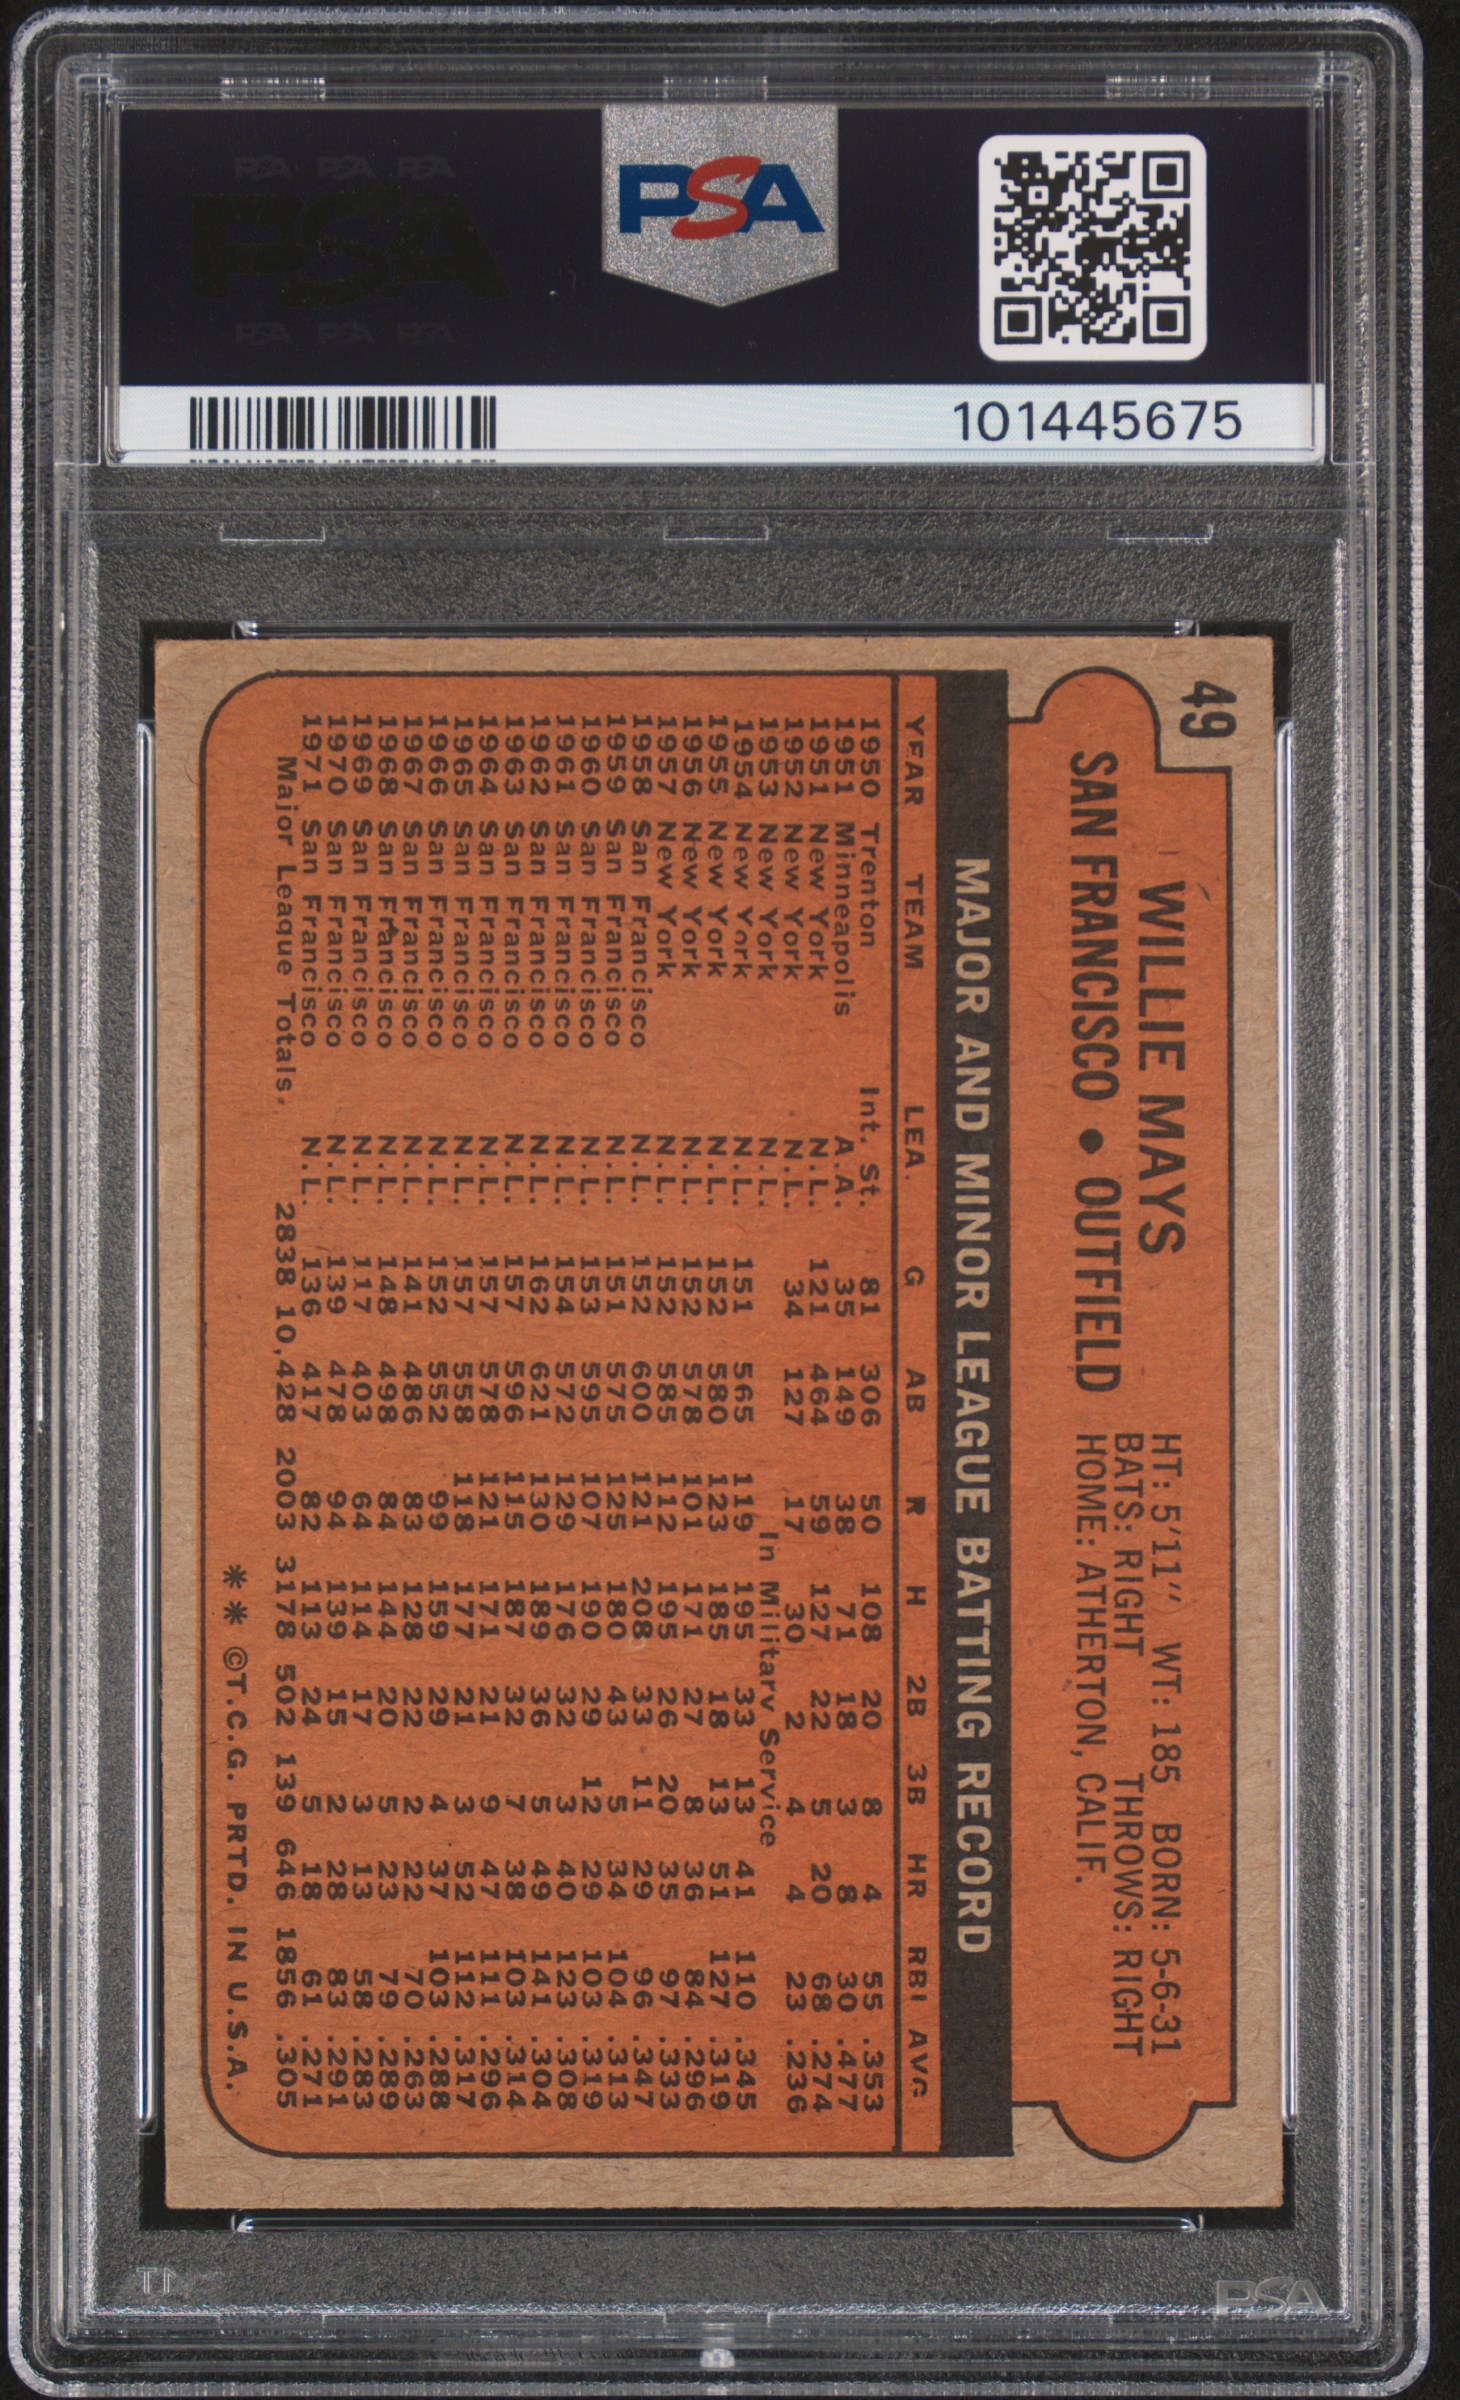 PSA PSA PSA
PSA
PSA
PSA PSA PSA
101445675
49
WILLIE MAYS
SAN FRANCISCO • OUTFIELD
HT: 5'11" WT: 185 BORN: 5-6-31
BATS: RIGHT THROWS: RIGHT
HOME: ATHERTON, CALIF.
MAJOR AND MINOR LEAGUE BATTING RECORD
YEAR TEAM LEA. G AB R H 2B 3B HR RBI AVG
1950 Trenton Int. St. 81 306 50 108 20 8 4 55 .353
1951 Minneapolis A.A. 35 149 38 71 18 3 8 30 .477
1951 New York N.L. 121 464 59 127 22 5 20 68 .274
1952 New York N.L. 34 127 17 30 2 4 4 23 .236
1953 New York N.L. In Military Service
1954 New York N.L. 151 565 119 195 33 13 41 110 .345
1955 New York N.L. 152 580 123 185 18 13 51 127 .319
1956 New York N.L. 152 578 101 171 27 8 36 84 .296
1957 New York N.L. 152 585 112 195 26 20 35 97 .333
1958 San Francisco N.L. 152 600 121 208 33 11 29 96 .347
1959 San Francisco N.L. 151 575 125 180 43 5 34 104 .313
1960 San Francisco N.L. 153 595 107 190 29 12 29 103 .319
1961 San Francisco N.L. 154 572 129 176 32 3 40 123 .308
1962 San Francisco N.L. 162 621 130 189 36 5 49 141 .304
1963 San Francisco N.L. 157 596 115 187 32 7 38 103 .314
1964 San Francisco N.L. 157 578 121 171 21 9 47 111 .296
1965 San Francisco N.L. 157 558 118 177 21 3 52 112 .317
1966 San Francisco N.L. 152 552 99 159 29 4 37 103 .288
1967 San Francisco N.L. 141 486 83 128 22 2 22 70 .263
1968 San Francisco N.L. 148 498 84 144 20 5 23 79 .289
1969 San Francisco N.L. 117 403 64 114 17 3 13 58 .283
1970 San Francisco N.L. 139 478 94 139 15 2 28 83 .291
1971 San Francisco N.L. 136 417 82 113 24 5 18 61 .271
Major League Totals. 2838 10,428 2003 3178 502 139 646 1856 .305
** ©T.C.G. PRTD. IN U.S.A.
PSA